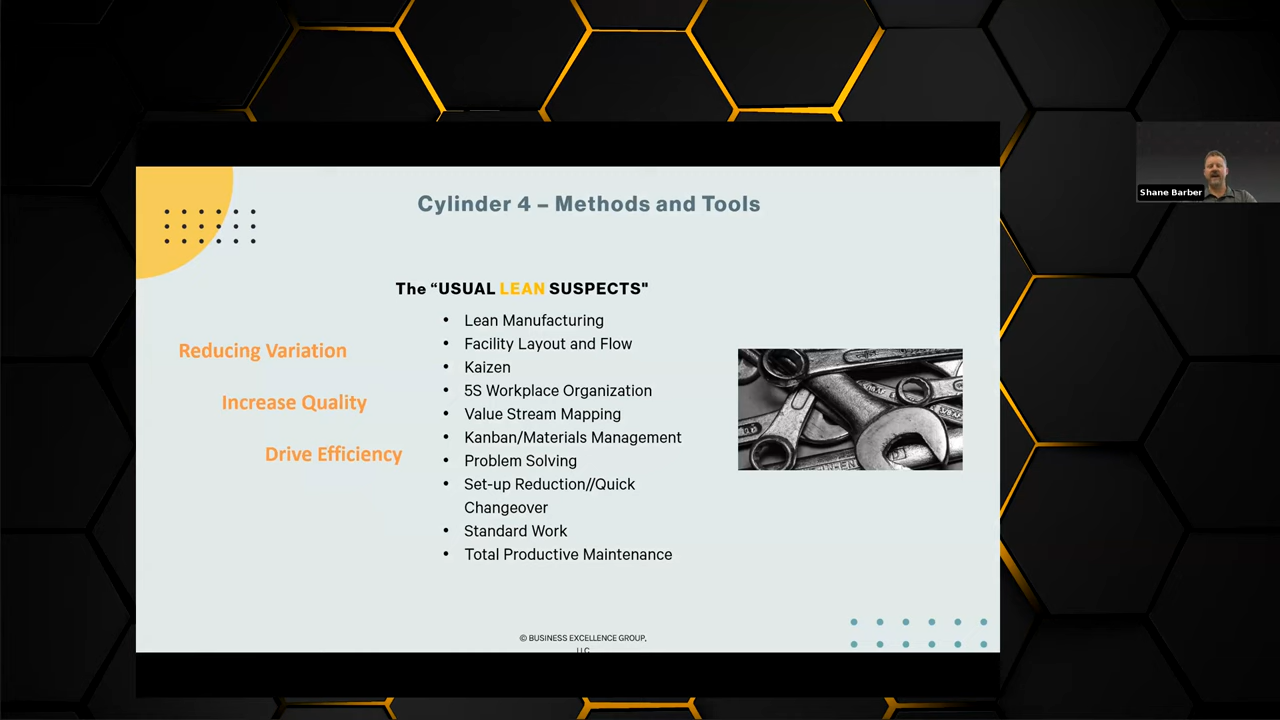 Cylinder 4 – Methods and Tools
The “USUAL LEAN SUSPECTS"
• Lean Manufacturing
• Facility Layout and Flow
• Kaizen
• 5S Workplace Organization
• Value Stream Mapping
• Kanban/Materials Management
• Problem Solving
• Set-up Reduction//Quick
Changeover
• Standard Work
• Total Productive Maintenance
Reducing Variation
Increase Quality
Drive Efficiency
© BUSINESS EXCELLENCE GROUP,
LLC
Shane Barber